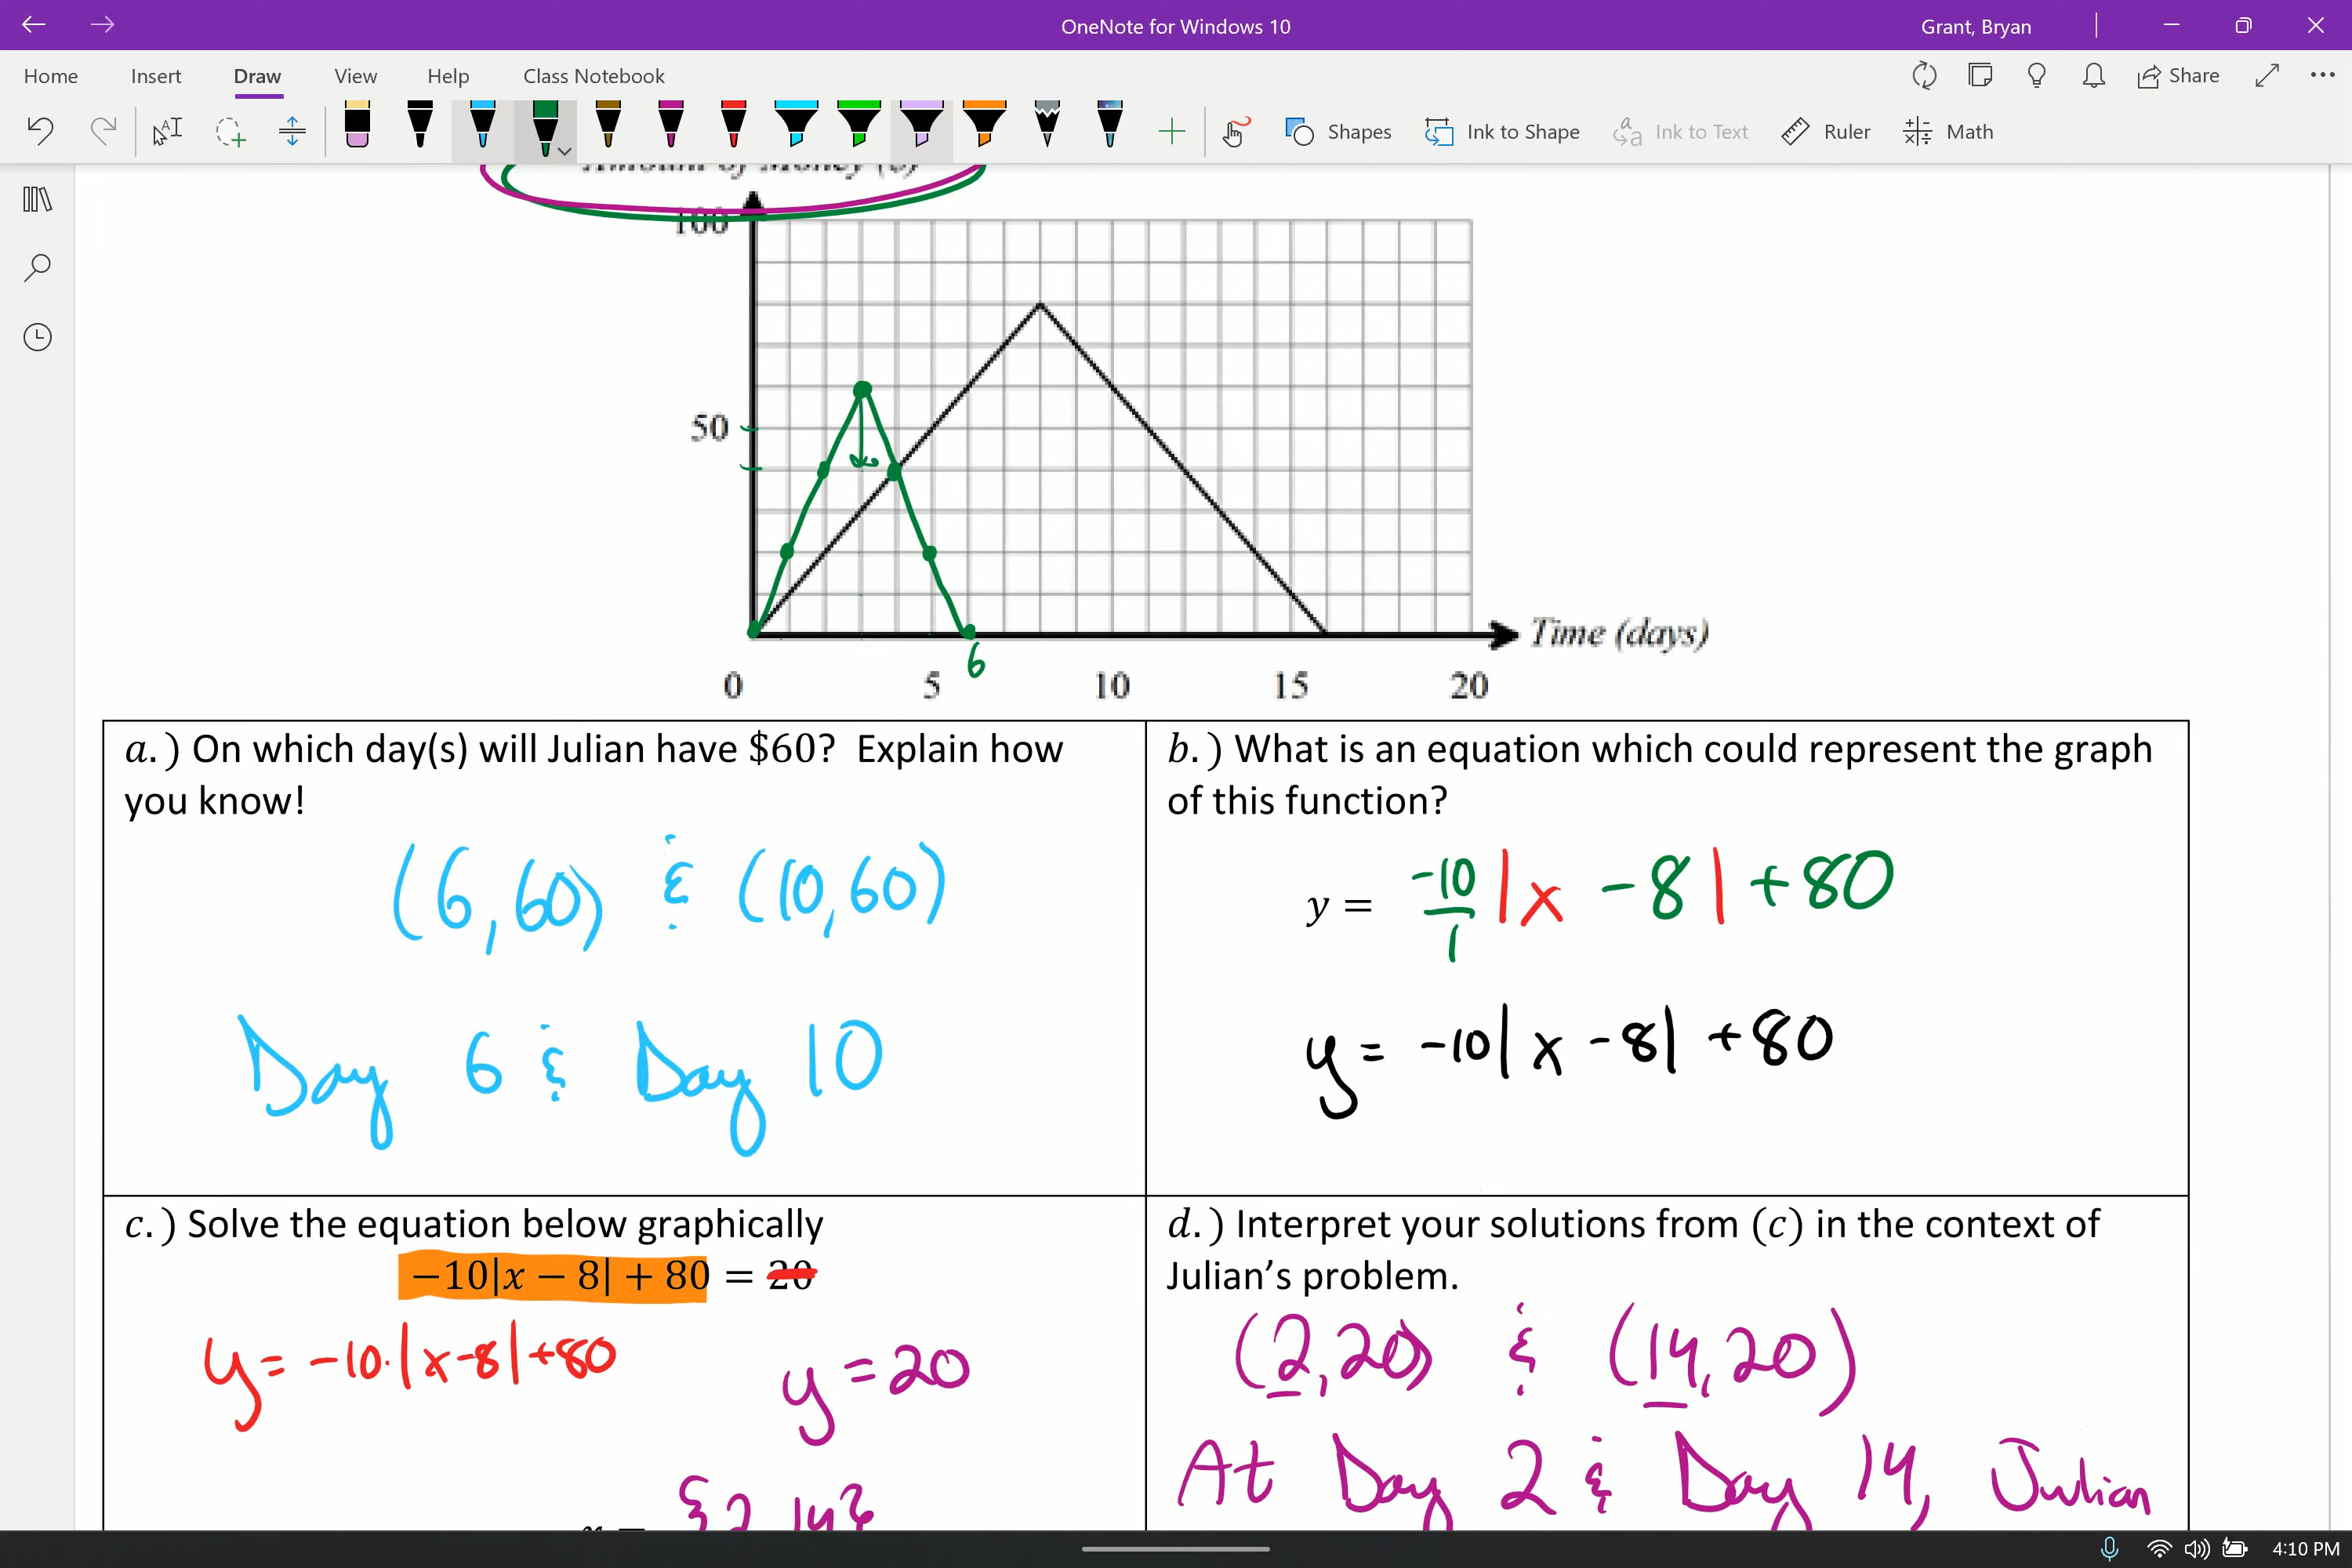 OneNote for Windows 10
Grant, Bryan
Home Insert Draw View Help Class Notebook Share
Shapes Ink to Shape Ink to Text Ruler Math
Amount of Money ($)
100
50
Time (days)
6
0 5 10 15 20
a.) On which day(s) will Julian have $60? Explain how
you know!
(6,60) & (10,60)
Day 6 & Day 10
b.) What is an equation which could represent the graph
of this function?
y = -10/1 |x -8| +80
y = -10|x -8| +80
c.) Solve the equation below graphically
−10|x − 8| + 80 = 20
y = -10·|x-8|+80
y = 20
{2,14}
d.) Interpret your solutions from (c) in the context of
Julian’s problem.
(2,20) & (14,20)
At Day 2 & Day 14, Julian
4:10 PM